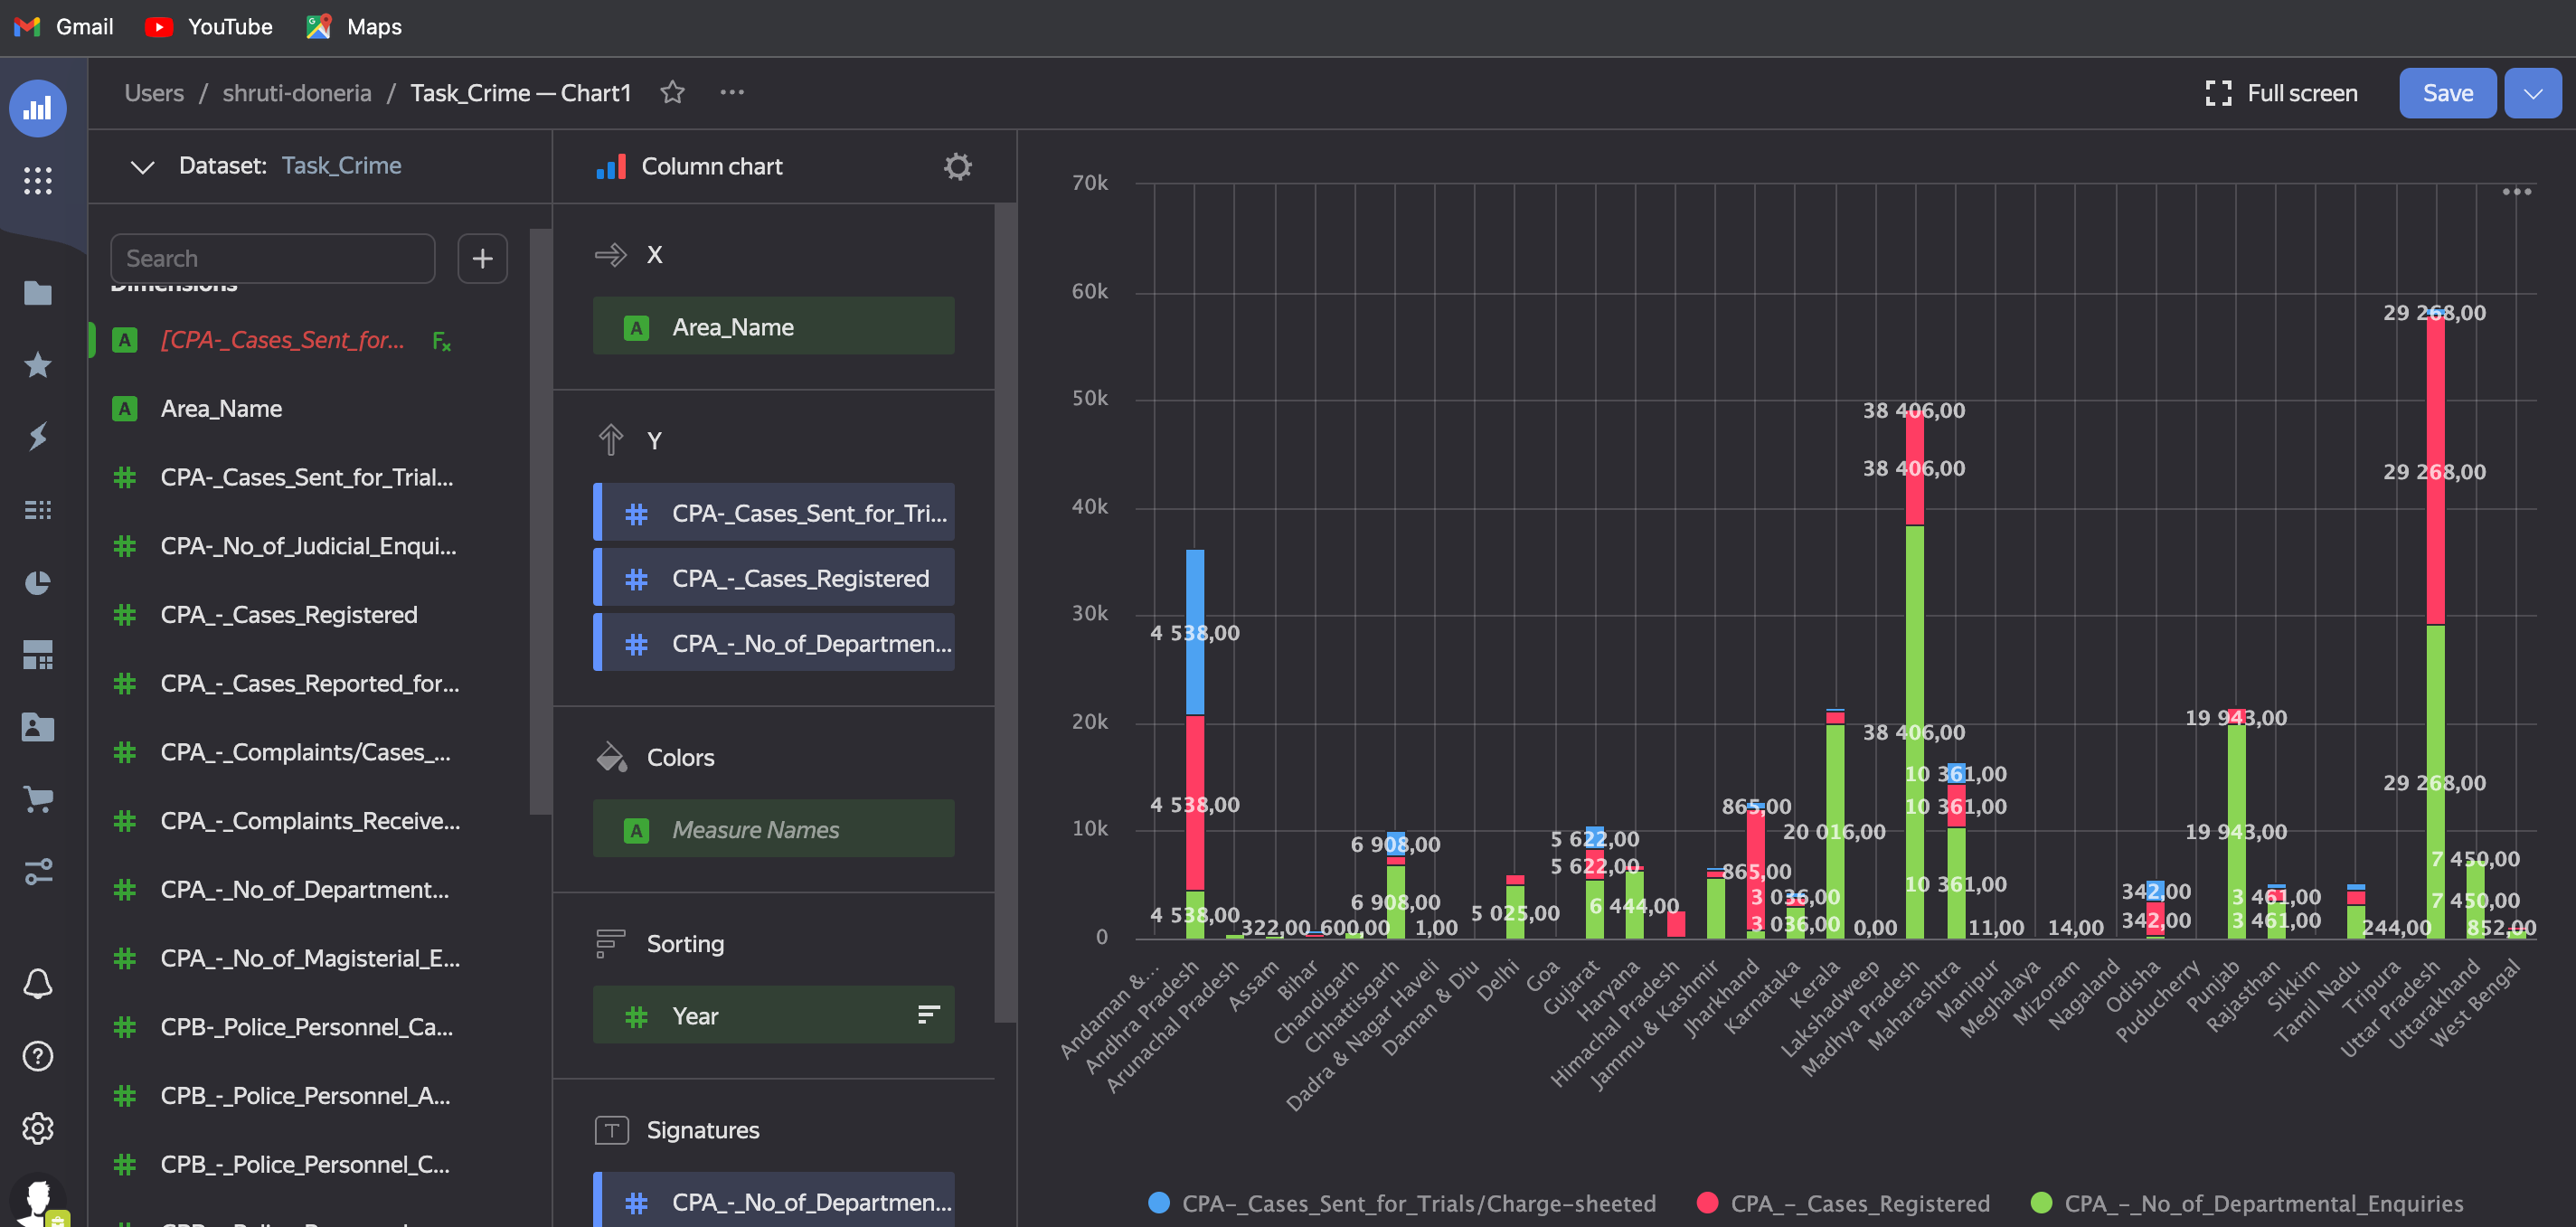 Gmail YouTube Maps
Users / shruti-doneria / Task_Crime — Chart1
Full screen Save
Dataset: Task_Crime
Search
Dimensions
[CPA-_Cases_Sent_for...
Area_Name
CPA-_Cases_Sent_for_Trial...
CPA-_No_of_Judicial_Enqui...
CPA_-_Cases_Registered
CPA_-_Cases_Reported_for...
CPA_-_Complaints/Cases_...
CPA_-_Complaints_Receive...
CPA_-_No_of_Department...
CPA_-_No_of_Magisterial_E...
CPB-_Police_Personnel_Ca...
CPB_-_Police_Personnel_A...
CPB_-_Police_Personnel_C...
Column chart
X
Area_Name
Y
CPA-_Cases_Sent_for_Tri...
CPA_-_Cases_Registered
CPA_-_No_of_Departmen...
Colors
Measure Names
Sorting
Year
Signatures
CPA_-_No_of_Departmen...
70k
60k
50k
40k
30k
20k
10k
0
29 268,00
38 406,00
38 406,00
29 268,00
4 538,00
19 943,00
38 406,00
10 361,00
29 268,00
4 538,00
865,00
10 361,00
20 016,00
19 943,00
5 622,00
6 908,00
7 450,00
5 622,00
865,00
10 361,00
342,00
3 036,00
3 461,00
6 908,00
7 450,00
6 444,00
5 025,00
4 538,00
342,00
3 461,00
3 036,00
322,00
600,00
1,00
0,00
11,00
14,00
244,00
852,00
Andaman &...
Andhra Pradesh
Arunachal Pradesh
Assam
Bihar
Chandigarh
Chhattisgarh
Dadra & Nagar Haveli
Daman & Diu
Delhi
Goa
Gujarat
Haryana
Himachal Pradesh
Jammu & Kashmir
Jharkhand
Karnataka
Kerala
Lakshadweep
Madhya Pradesh
Maharashtra
Manipur
Meghalaya
Mizoram
Nagaland
Odisha
Puducherry
Punjab
Rajasthan
Sikkim
Tamil Nadu
Tripura
Uttar Pradesh
Uttarakhand
West Bengal
CPA-_Cases_Sent_for_Trials/Charge-sheeted CPA_-_Cases_Registered CPA_-_No_of_Departmental_Enquiries